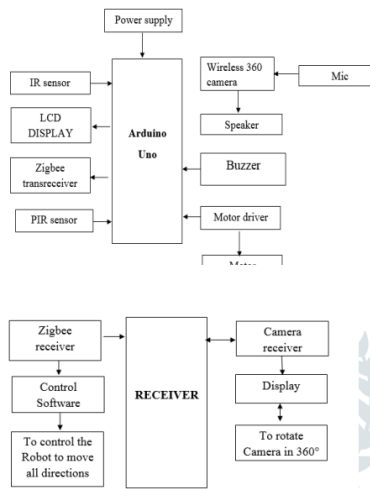 Power supply
IR sensor
LCD
DISPLAY
Zigbee
transreceiver
PIR sensor
Arduino
Uno
Wireless 360
camera
Mic
Speaker
Buzzer
Motor driver
Motor
Zigbee
receiver
Control
Software
To control the
Robot to move
all directions
RECEIVER
Camera
receiver
Display
To rotate
Camera in 360°